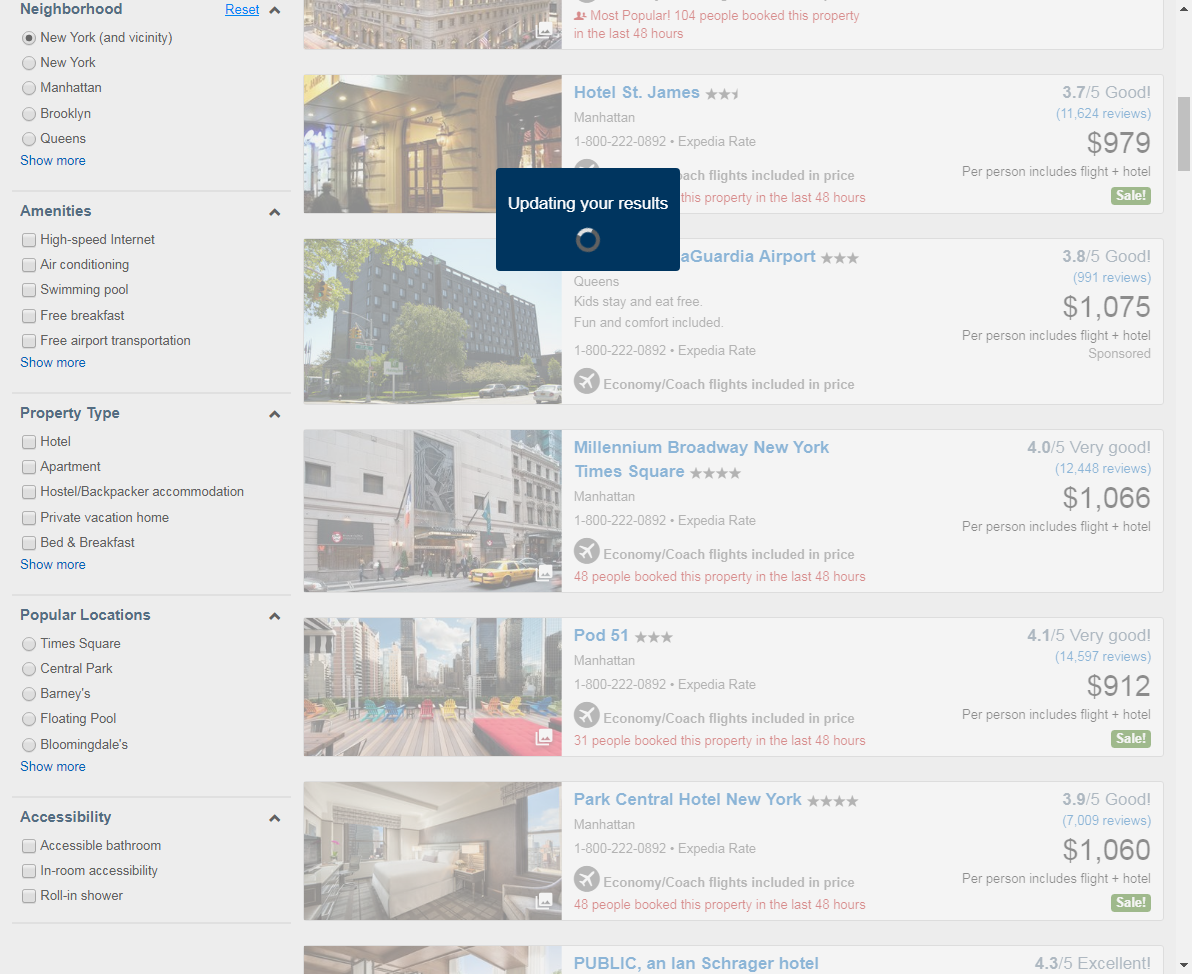 Neighborhood Reset
New York (and vicinity)
New York
Manhattan
Brooklyn
Queens
Show more
Amenities
High-speed Internet
Air conditioning
Swimming pool
Free breakfast
Free airport transportation
Show more
Property Type
Hotel
Apartment
Hostel/Backpacker accommodation
Private vacation home
Bed & Breakfast
Show more
Popular Locations
Times Square
Central Park
Barney's
Floating Pool
Bloomingdale's
Show more
Accessibility
Accessible bathroom
In-room accessibility
Roll-in shower
Most Popular! 104 people booked this property
in the last 48 hours
Hotel St. James
Manhattan
1-800-222-0892 • Expedia Rate
ch flights included in price
this property in the last 48 hours
3.7/5 Good!
(11,624 reviews)
$979
Per person includes flight + hotel
Sale!
Updating your results
aGuardia Airport
Queens
Kids stay and eat free.
Fun and comfort included.
1-800-222-0892 • Expedia Rate
Economy/Coach flights included in price
3.8/5 Good!
(991 reviews)
$1,075
Per person includes flight + hotel
Sponsored
Millennium Broadway New York
Times Square
Manhattan
1-800-222-0892 • Expedia Rate
Economy/Coach flights included in price
48 people booked this property in the last 48 hours
4.0/5 Very good!
(12,448 reviews)
$1,066
Per person includes flight + hotel
Pod 51
Manhattan
1-800-222-0892 • Expedia Rate
Economy/Coach flights included in price
31 people booked this property in the last 48 hours
4.1/5 Very good!
(14,597 reviews)
$912
Per person includes flight + hotel
Sale!
Park Central Hotel New York
Manhattan
1-800-222-0892 • Expedia Rate
Economy/Coach flights included in price
48 people booked this property in the last 48 hours
3.9/5 Good!
(7,009 reviews)
$1,060
Per person includes flight + hotel
Sale!
PUBLIC, an Ian Schrager hotel
4.3/5 Excellent!